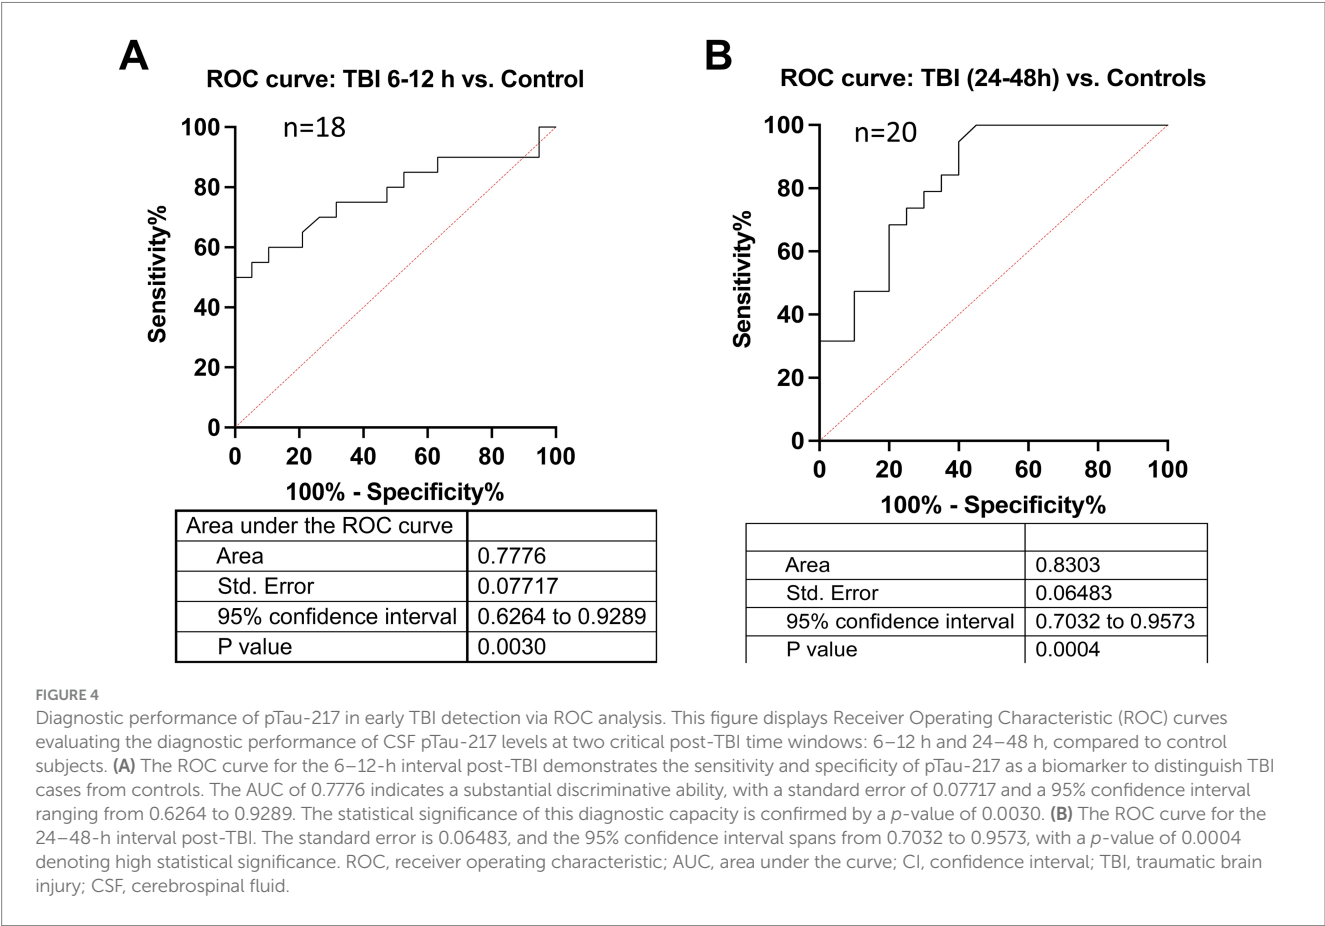 A
ROC curve: TBI 6-12 h vs. Control
n=18
100
80
60
40
20
0
Sensitivity%
0 20 40 60 80 100
100% - Specificity%
Area under the ROC curve
Area 0.7776
Std. Error 0.07717
95% confidence interval 0.6264 to 0.9289
P value 0.0030
B
ROC curve: TBI (24-48h) vs. Controls
n=20
100
80
60
40
20
0
Sensitivity%
0 20 40 60 80 100
100% - Specificity%
Area 0.8303
Std. Error 0.06483
95% confidence interval 0.7032 to 0.9573
P value 0.0004
FIGURE 4
Diagnostic performance of pTau-217 in early TBI detection via ROC analysis. This figure displays Receiver Operating Characteristic (ROC) curves
evaluating the diagnostic performance of CSF pTau-217 levels at two critical post-TBI time windows: 6–12 h and 24–48 h, compared to control
subjects. (A) The ROC curve for the 6–12-h interval post-TBI demonstrates the sensitivity and specificity of pTau-217 as a biomarker to distinguish TBI
cases from controls. The AUC of 0.7776 indicates a substantial discriminative ability, with a standard error of 0.07717 and a 95% confidence interval
ranging from 0.6264 to 0.9289. The statistical significance of this diagnostic capacity is confirmed by a p-value of 0.0030. (B) The ROC curve for the
24–48-h interval post-TBI. The standard error is 0.06483, and the 95% confidence interval spans from 0.7032 to 0.9573, with a p-value of 0.0004
denoting high statistical significance. ROC, receiver operating characteristic; AUC, area under the curve; CI, confidence interval; TBI, traumatic brain
injury; CSF, cerebrospinal fluid.